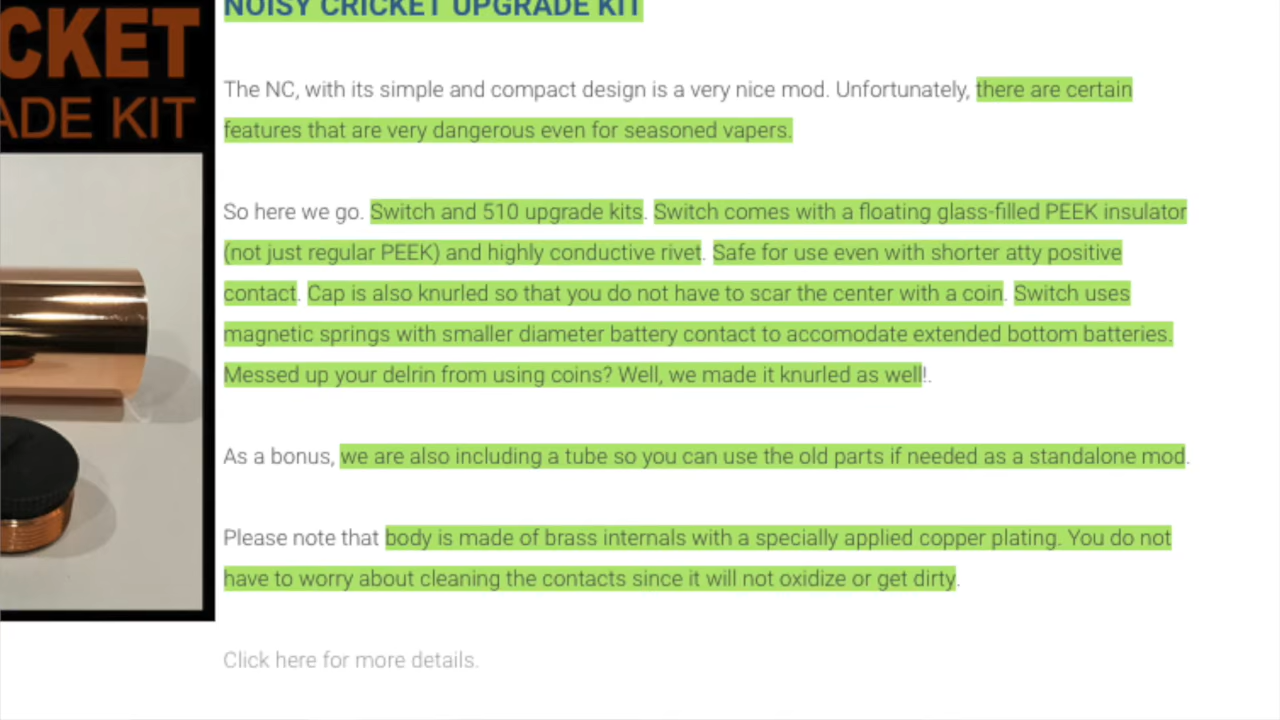 CKET
ADE KIT
NOISY CRICKET UPGRADE KIT
The NC, with its simple and compact design is a very nice mod. Unfortunately, there are certain
features that are very dangerous even for seasoned vapers.
So here we go. Switch and 510 upgrade kits. Switch comes with a floating glass-filled PEEK insulator
(not just regular PEEK) and highly conductive rivet. Safe for use even with shorter atty positive
contact. Cap is also knurled so that you do not have to scar the center with a coin. Switch uses
magnetic springs with smaller diameter battery contact to accomodate extended bottom batteries.
Messed up your delrin from using coins? Well, we made it knurled as well!.
As a bonus, we are also including a tube so you can use the old parts if needed as a standalone mod.
Please note that body is made of brass internals with a specially applied copper plating. You do not
have to worry about cleaning the contacts since it will not oxidize or get dirty.
Click here for more details.